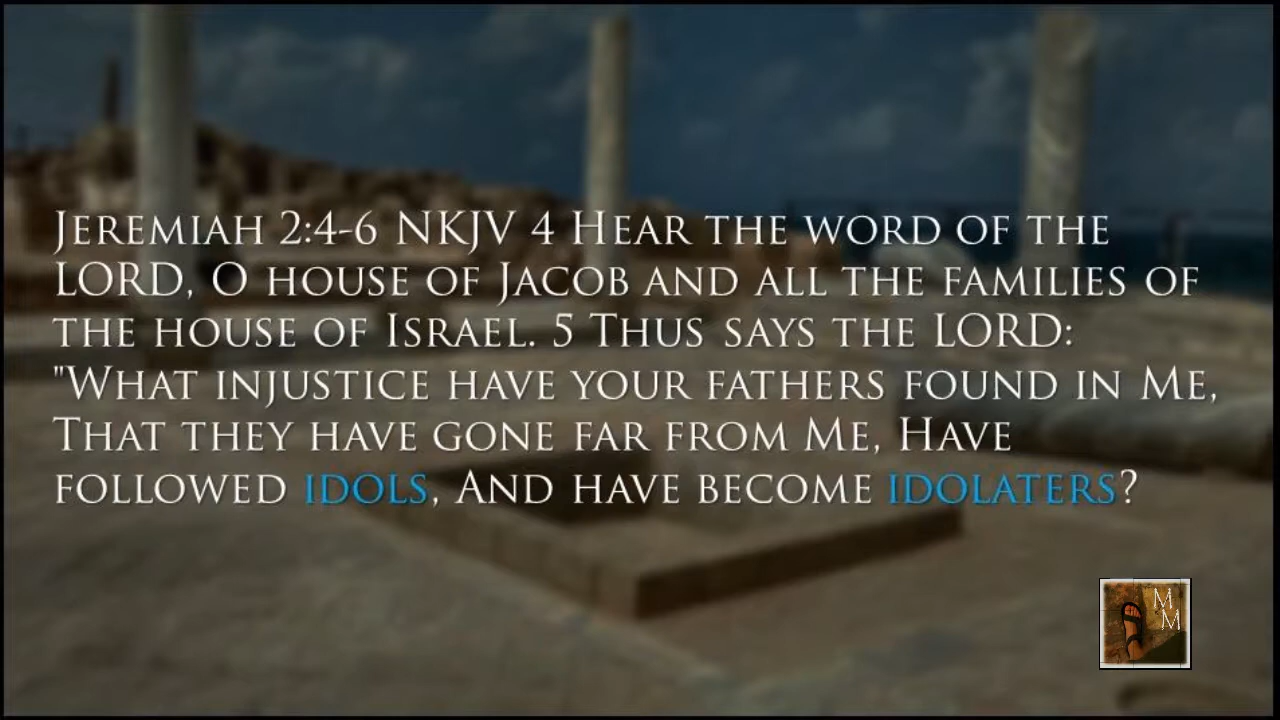 Jeremiah 2:4-6 NKJV 4 Hear the word of the
LORD, O house of Jacob and all the families of
the house of Israel. 5 Thus says the LORD:
"What injustice have your fathers found in Me,
That they have gone far from Me, Have
followed idols, And have become idolaters?
M
M